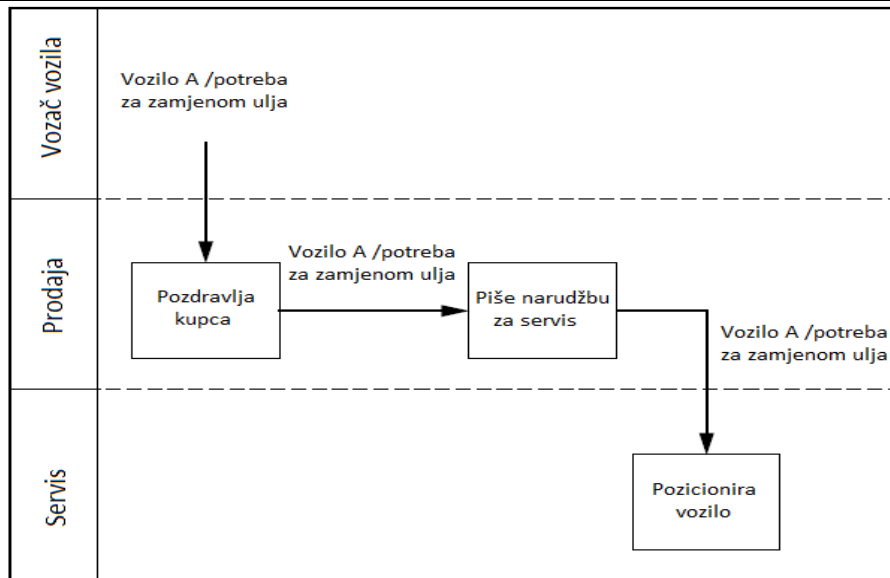 Vozač vozila
Vozilo A /potreba
za zamjenom ulja
Prodaja
Pozdravlja
kupca
Vozilo A /potreba
za zamjenom ulja
Piše narudžbu
za servis
Vozilo A /potreba
za zamjenom ulja
Servis
Pozicionira
vozilo